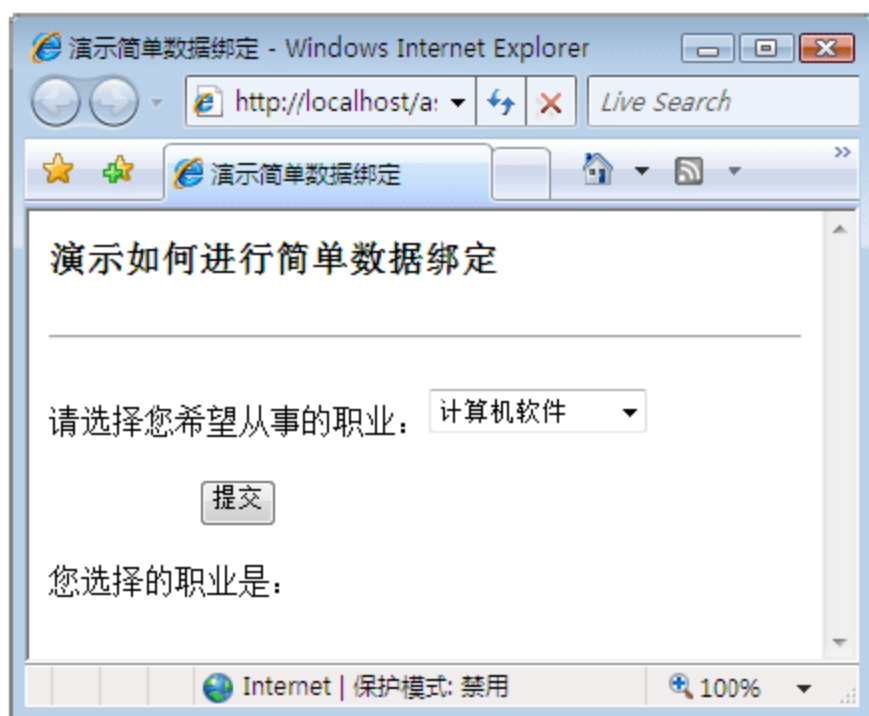 演示简单数据绑定 - Windows Internet Explorer
http://localhost/a: Live Search
演示简单数据绑定 »
演示如何进行简单数据绑定
请选择您希望从事的职业： 计算机软件
提交
您选择的职业是：
Internet | 保护模式: 禁用 100%